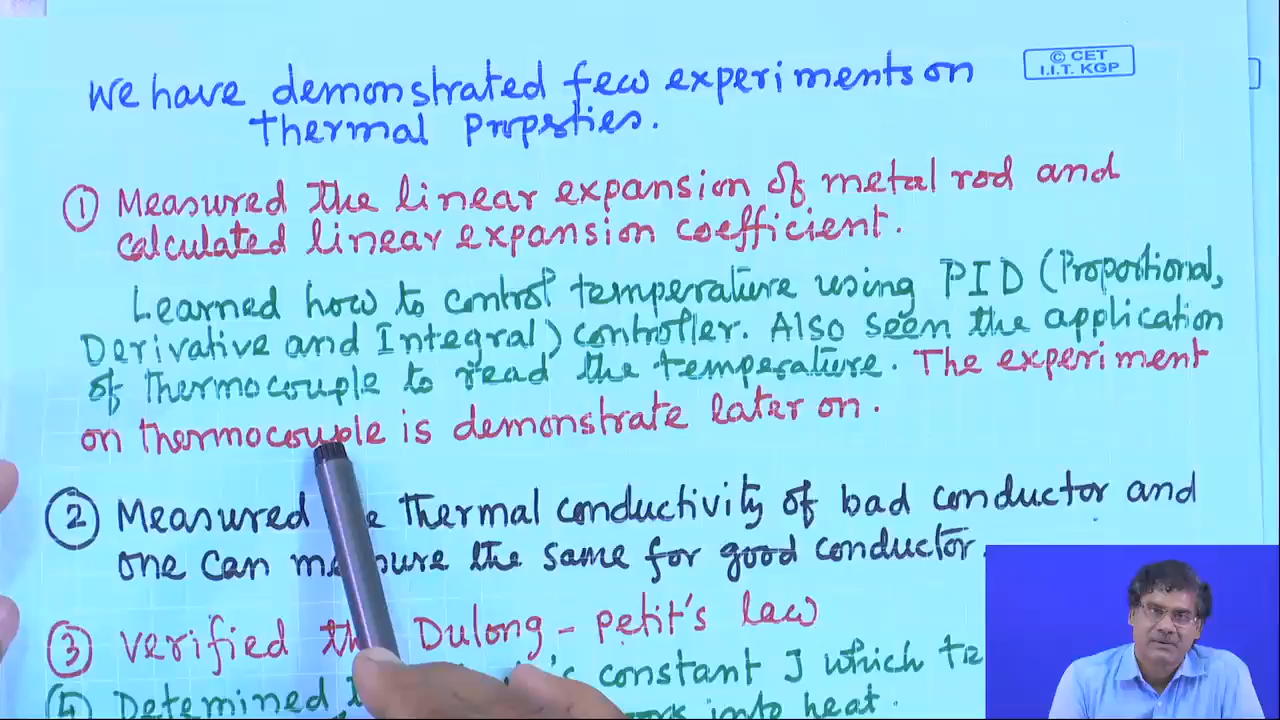 © CET
I.I.T. KGP
We have demonstrated few experiments on
thermal Properties.
① Measured the linear expansion of metal rod and
calculated linear expansion coefficient.
Learned how to control temperature using PID (Proportional,
Derivative and Integral) controller. Also seen the application
of thermocouple to read the temperature. The experiment
on thermocouple is demonstrate later on.
② Measured thermal conductivity of bad conductor and
one can measure the same for good conductor.
③ Verified the Dulong - petit's law
④ Determined constant J which
work into heat.